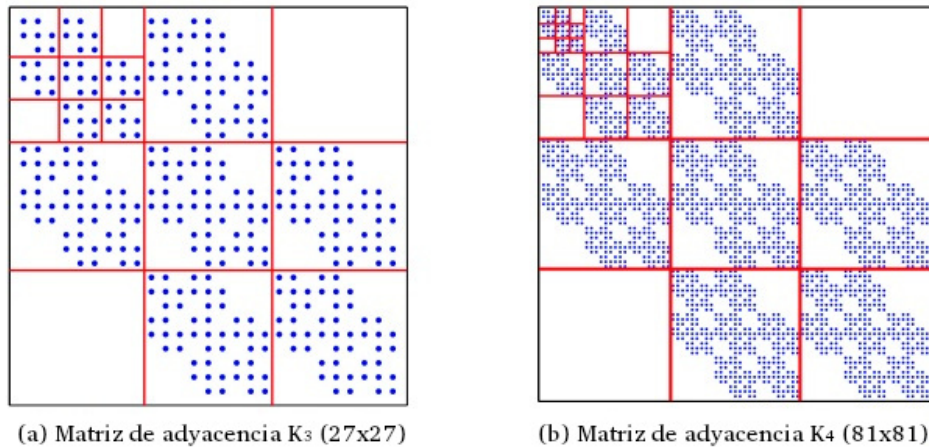 (a) Matriz de adyacencia K₃ (27x27)
(b) Matriz de adyacencia K₄ (81x81)